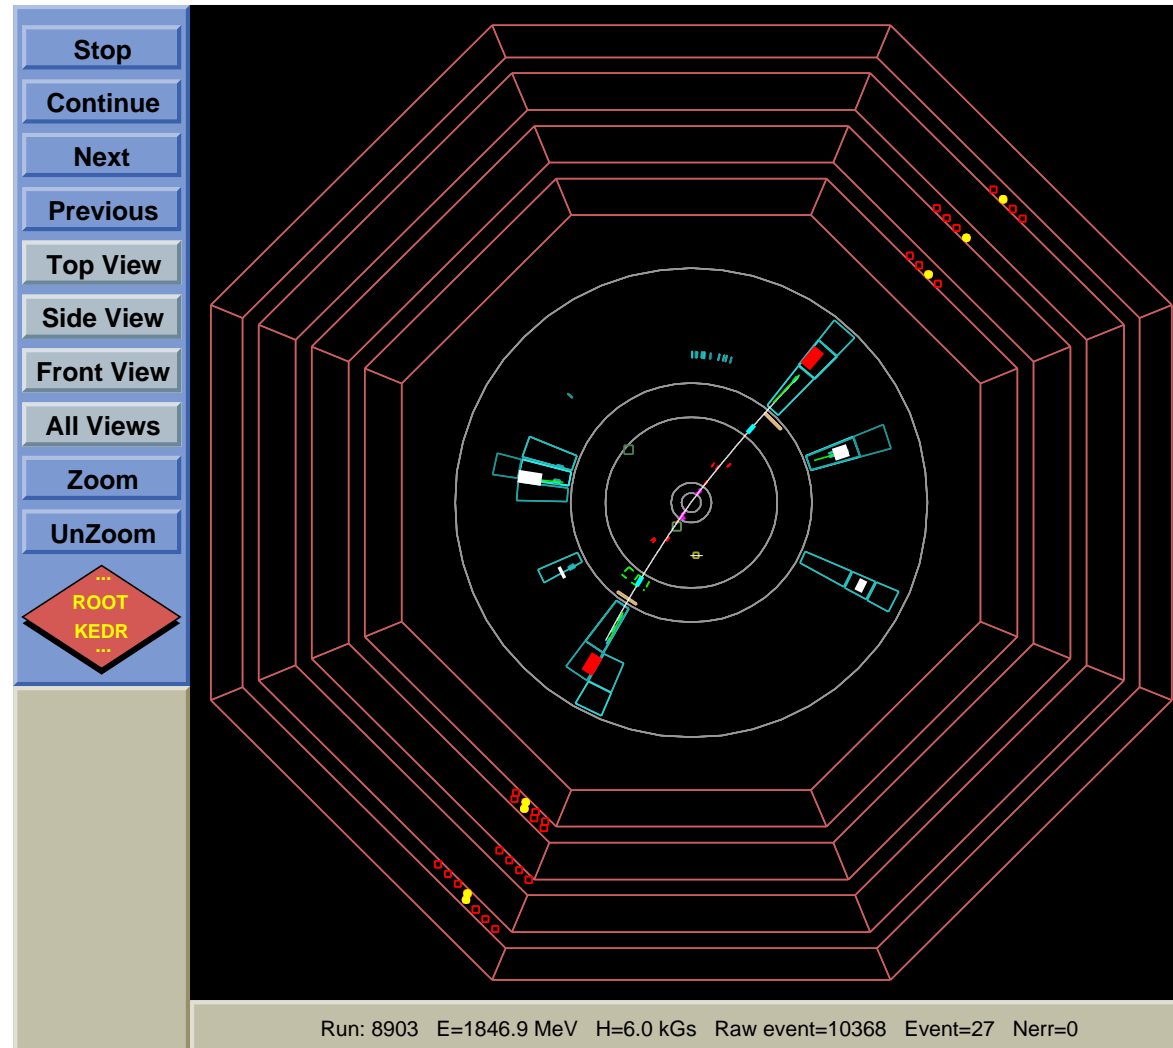 Stop
Continue
Next
Previous
Top View
Side View
Front View
All Views
Zoom
UnZoom
...
ROOT
KEDR
...
Run: 8903 E=1846.9 MeV H=6.0 kGs Raw event=10368 Event=27 Nerr=0